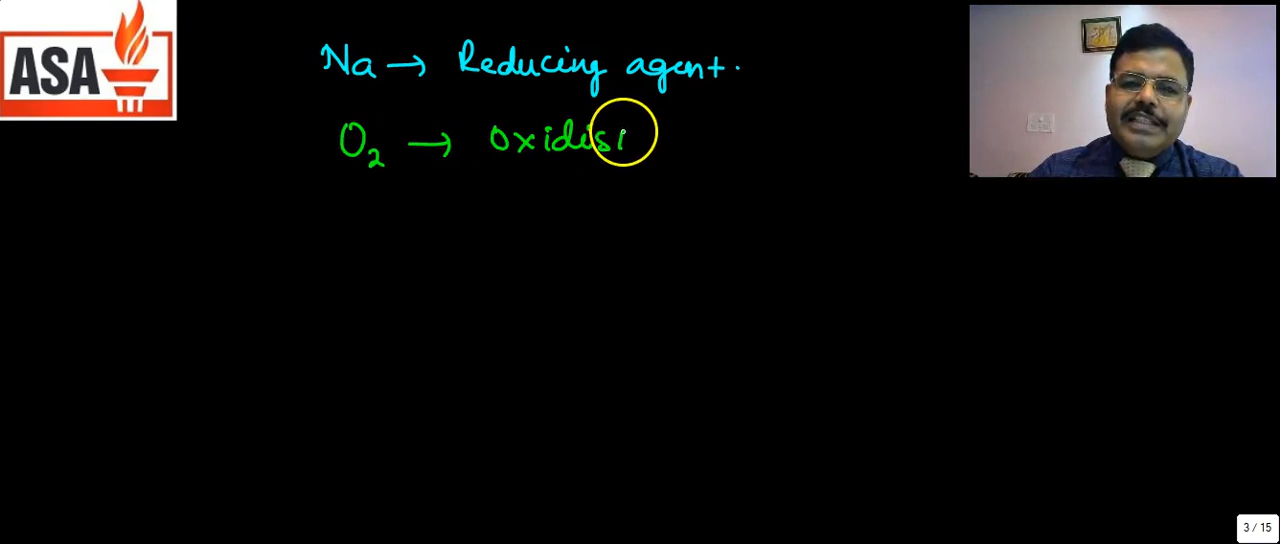 ASA
Na → Reducing agent.
O₂ → oxidisi
3 / 15